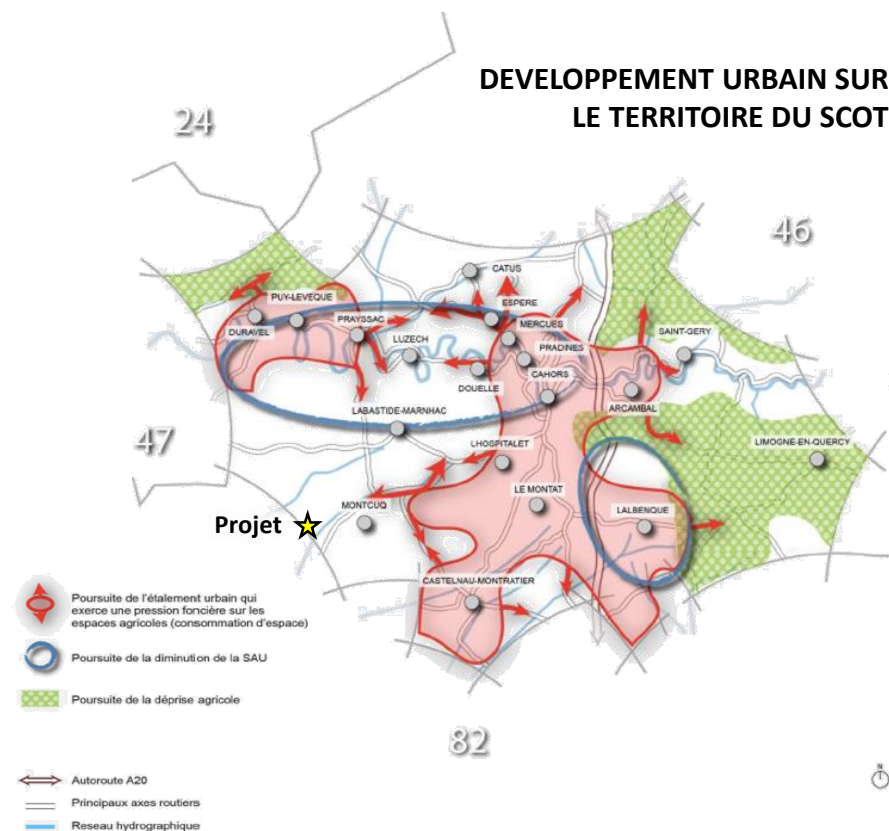 DEVELOPPEMENT URBAIN SUR
LE TERRITOIRE DU SCOT
24
46
CATUS
PUY-LEVEQUE
ESPERE
PRAYSSAC
MERCUES
DURAVEL
SAINT-GERY
LUZECH
PRADINES
DOUELLE
CAHORS
ARCAMBAL
LABASTIDE-MARNHAC
47
LHOSPITALET
LIMOGNE-EN-QUERCY
LE MONTAT
MONTCUQ
LALBENQUE
Projet
CASTELNAU-MONTRATIER
Poursuite de l'étalement urbain qui
exerce une pression foncière sur les
espaces agricoles (consommation d'espace)
Poursuite de la diminution de la SAU
Poursuite de la déprise agricole
82
N
Autoroute A20
Principaux axes routiers
Reseau hydrographique